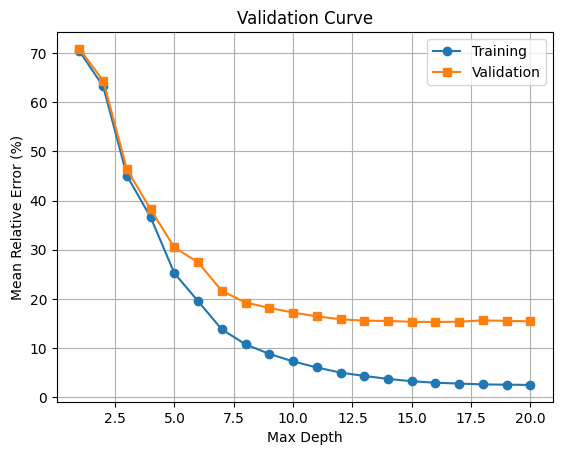 Validation Curve
Training
Validation
Mean Relative Error (%)
70
60
50
40
30
20
10
0
2.5 5.0 7.5 10.0 12.5 15.0 17.5 20.0
Max Depth